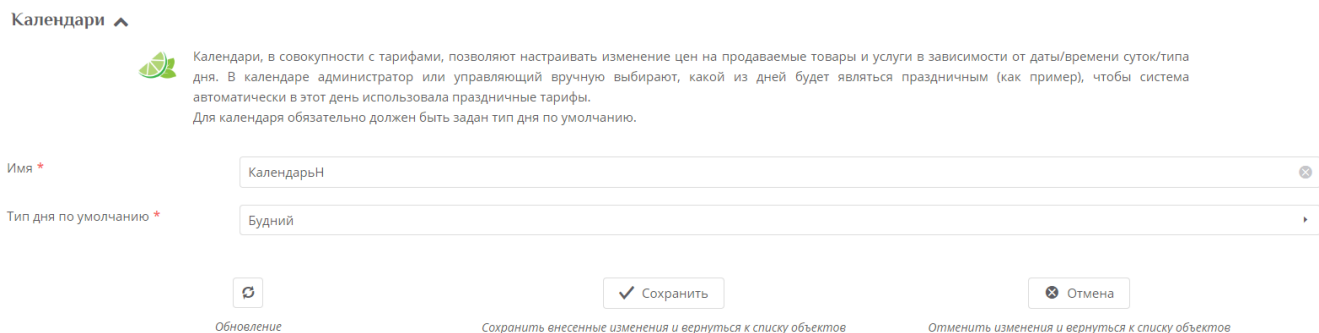 Календари
Календари, в совокупности с тарифами, позволяют настраивать изменение цен на продаваемые товары и услуги в зависимости от даты/времени суток/типа
дня. В календаре администратор или управляющий вручную выбирают, какой из дней будет являться праздничным (как пример), чтобы система
автоматически в этот день использовала праздничные тарифы.
Для календаря обязательно должен быть задан тип дня по умолчанию.
Имя *
КалендарьН
Тип дня по умолчанию *
Будний
Сохранить
Отмена
Обновление
Сохранить внесенные изменения и вернуться к списку объектов
Отменить изменения и вернуться к списку объектов